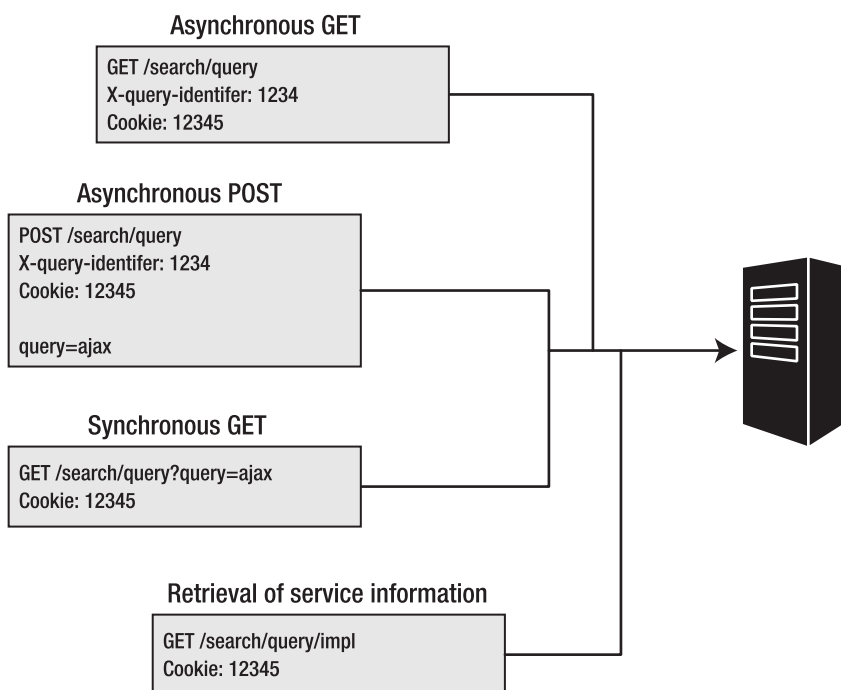 Asynchronous GET
GET /search/query
X-query-identifer: 1234
Cookie: 12345
Asynchronous POST
POST /search/query
X-query-identifer: 1234
Cookie: 12345
query=ajax
Synchronous GET
GET /search/query?query=ajax
Cookie: 12345
Retrieval of service information
GET /search/query/impl
Cookie: 12345